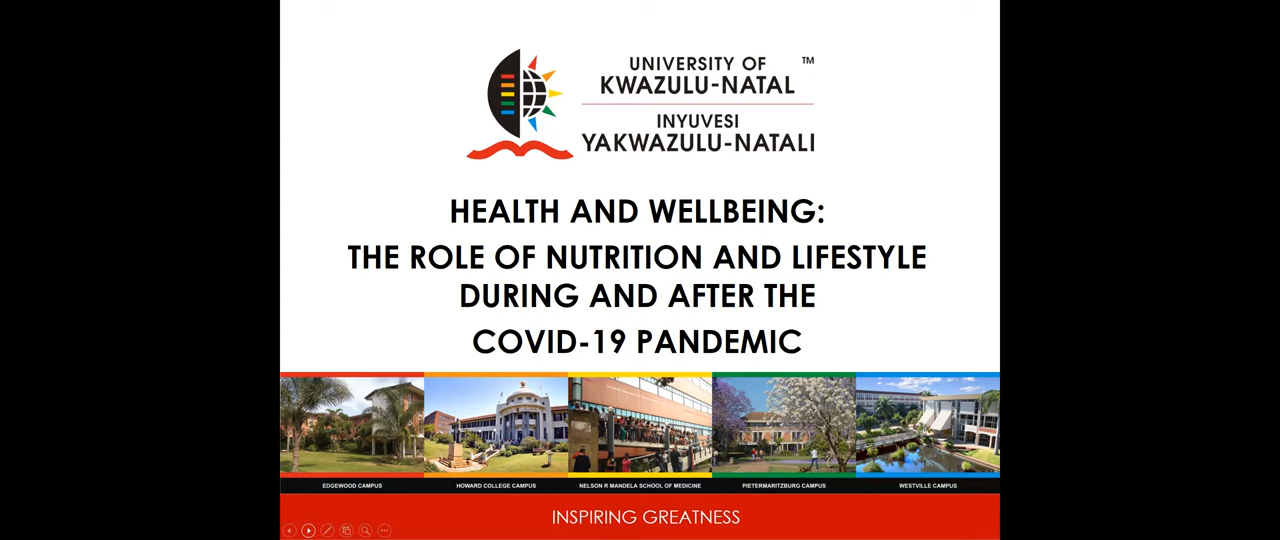 UNIVERSITY OF ™
KWAZULU-NATAL
INYUVESI
YAKWAZULU-NATALI
HEALTH AND WELLBEING:
THE ROLE OF NUTRITION AND LIFESTYLE
DURING AND AFTER THE
COVID-19 PANDEMIC
EDGEWOOD CAMPUS
HOWARD COLLEGE CAMPUS
NELSON R MANDELA SCHOOL OF MEDICINE
PIETERMARITZBURG CAMPUS
WESTVILLE CAMPUS
INSPIRING GREATNESS